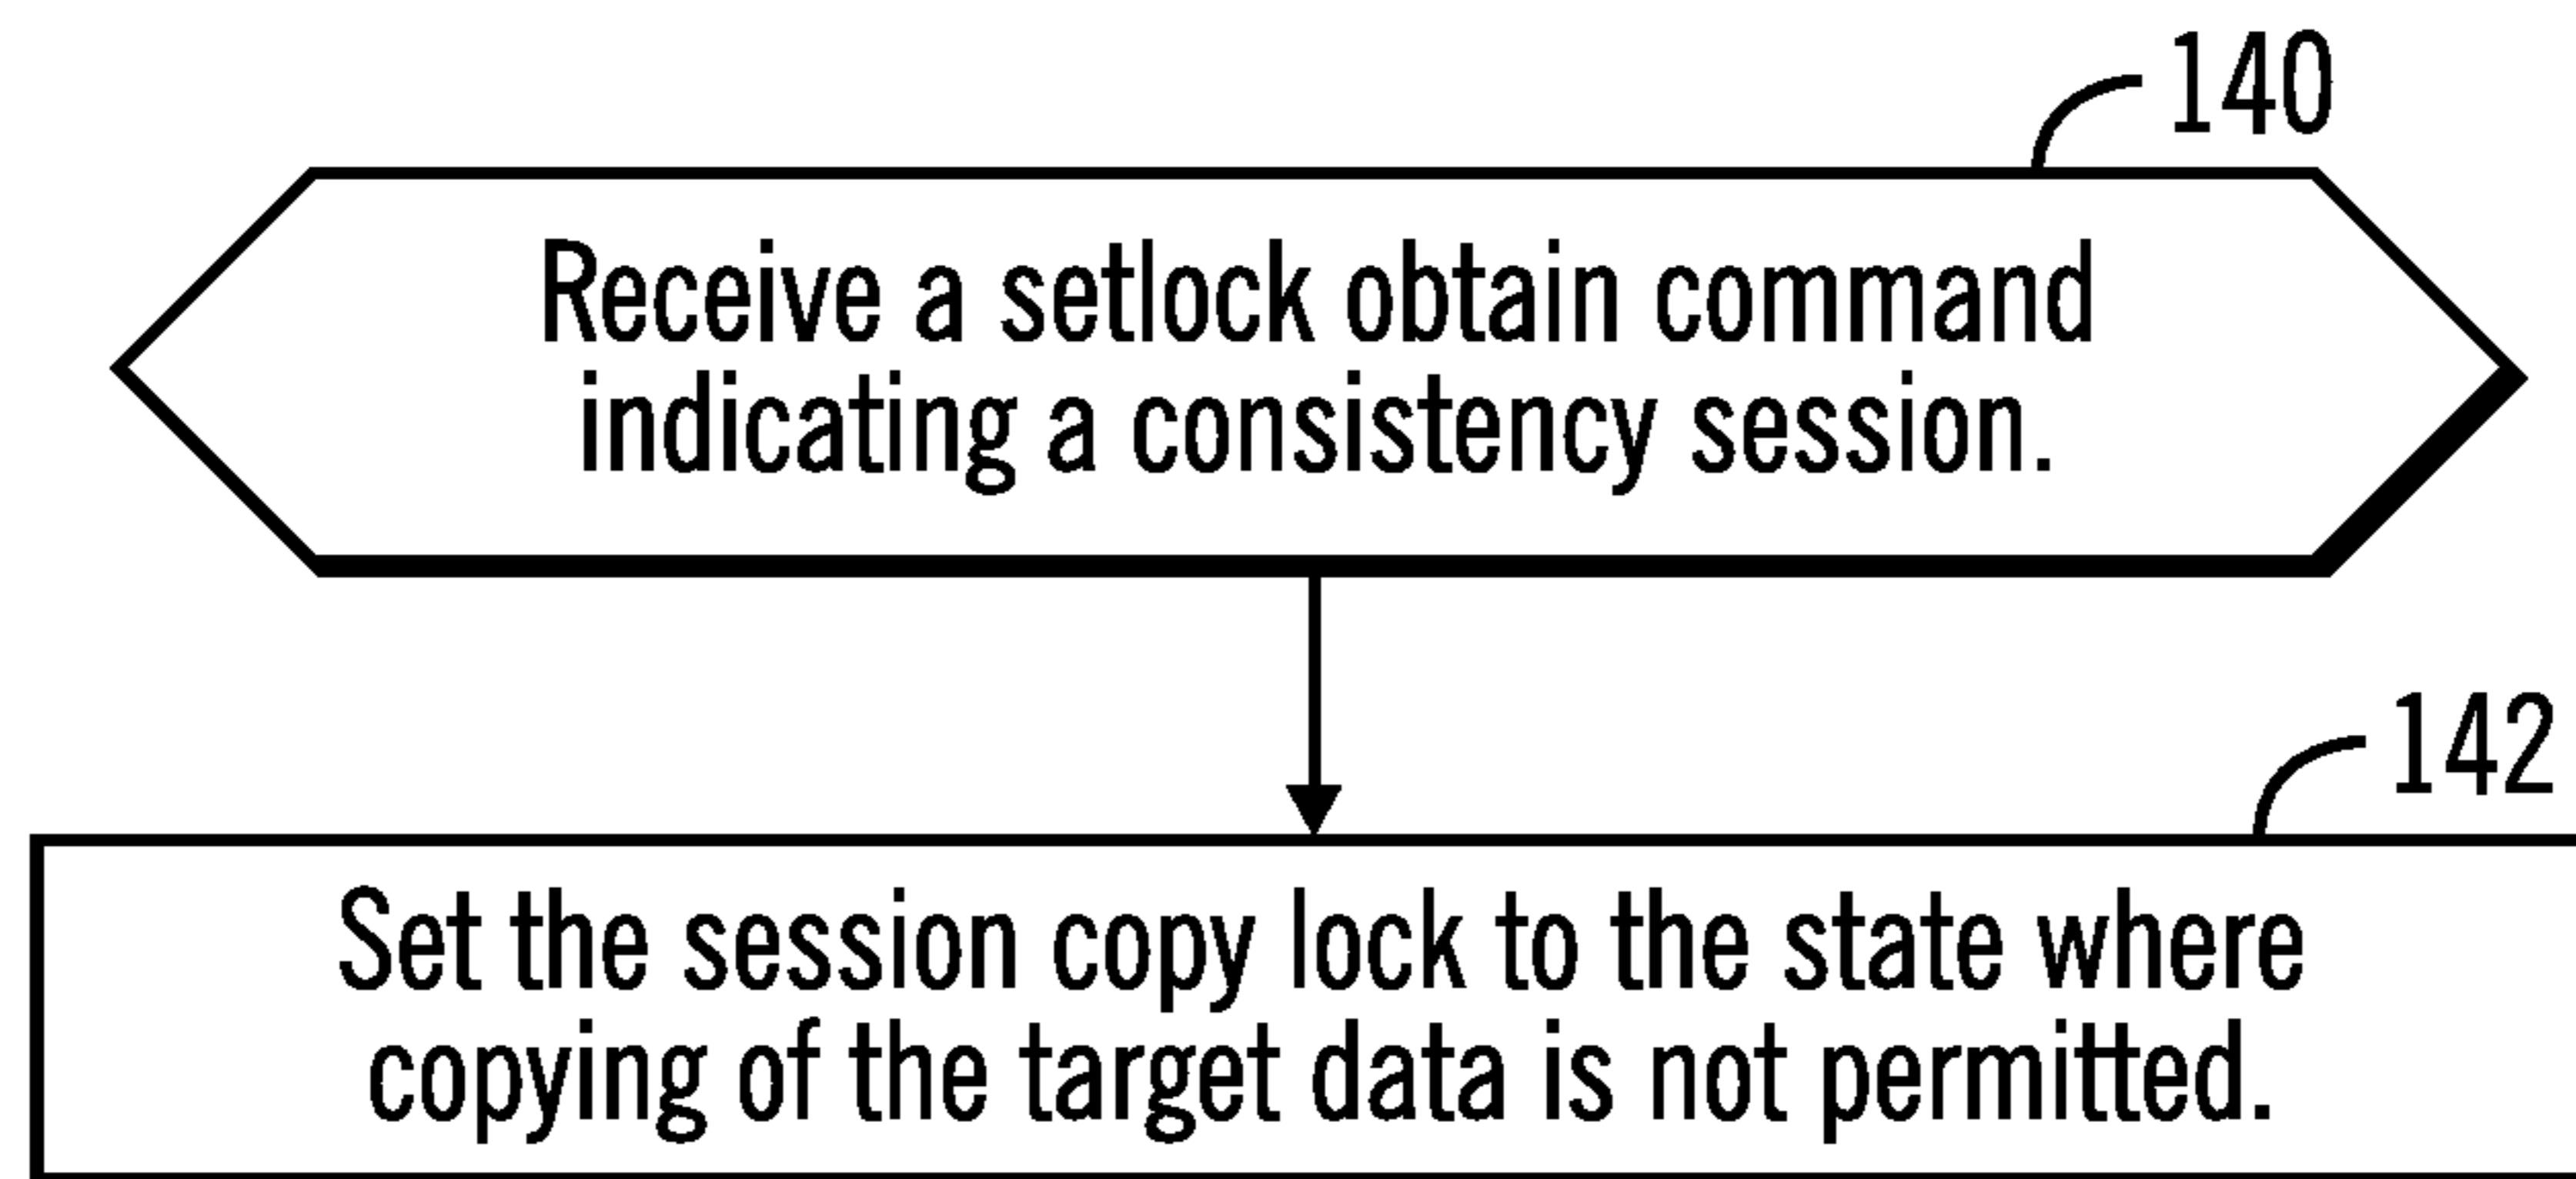 140
Receive a setlock obtain command
indicating a consistency session.
142
Set the session copy lock to the state where
copying of the target data is not permitted.